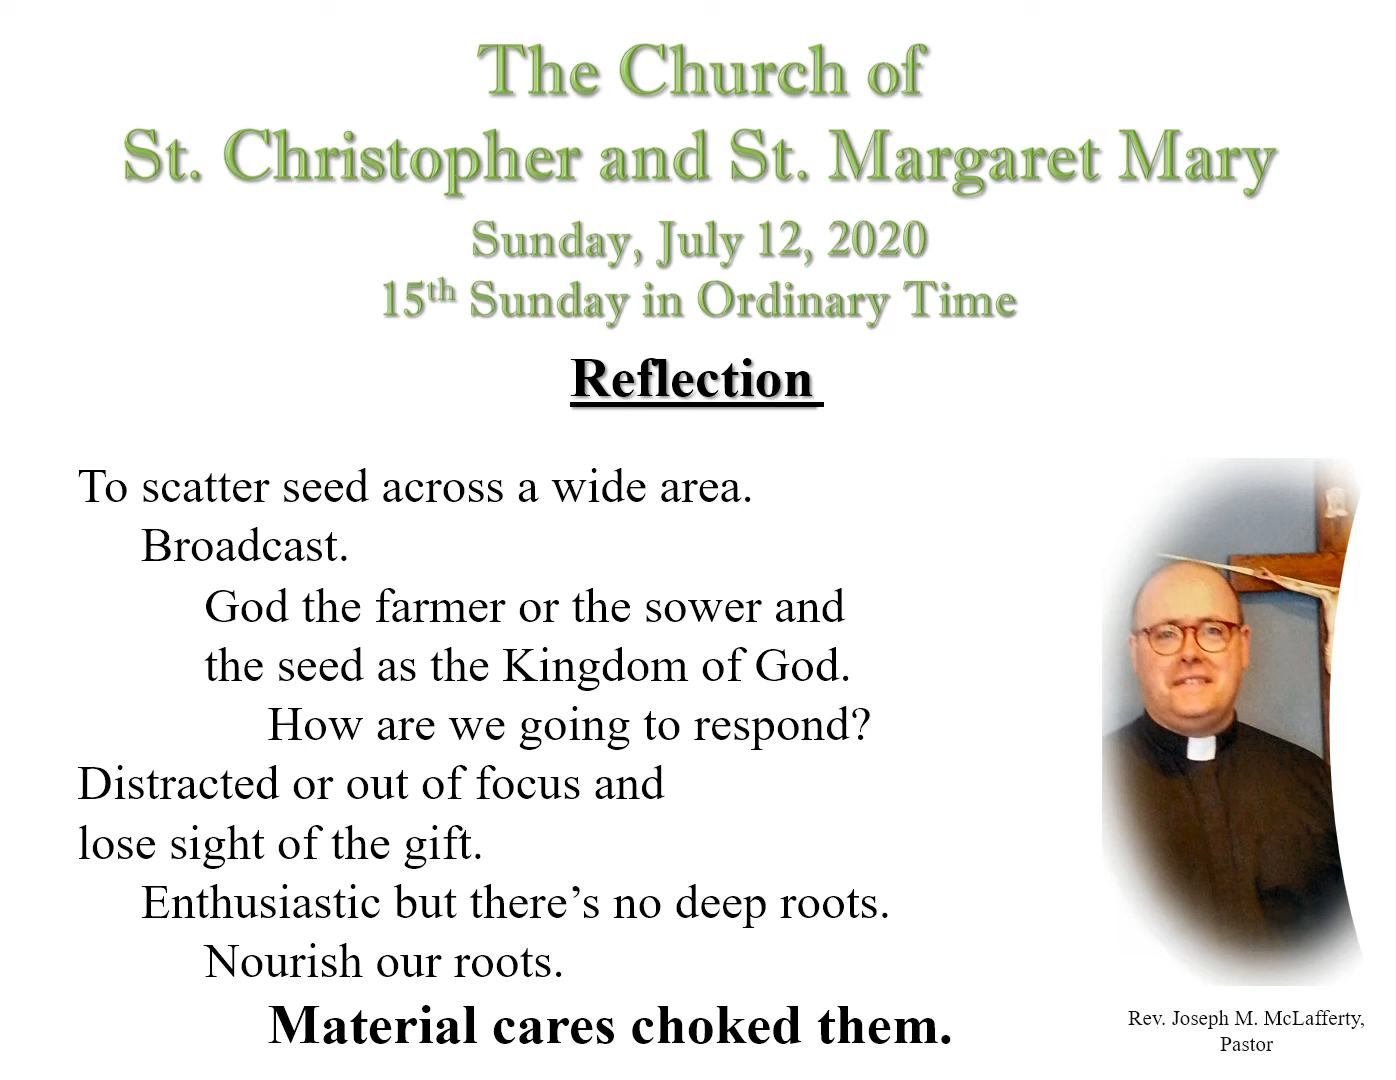 The Church of
St. Christopher and St. Margaret Mary
Sunday, July 12, 2020
15th Sunday in Ordinary Time
Reflection
To scatter seed across a wide area.
Broadcast.
God the farmer or the sower and
the seed as the Kingdom of God.
How are we going to respond?
Distracted or out of focus and
lose sight of the gift.
Enthusiastic but there’s no deep roots.
Nourish our roots.
Material cares choked them.
Rev. Joseph M. McLafferty,
Pastor